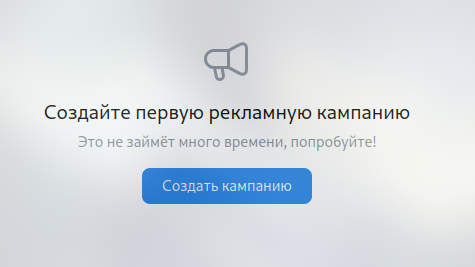 Создайте первую рекламную кампанию
Это не займёт много времени, попробуйте!
Создать кампанию